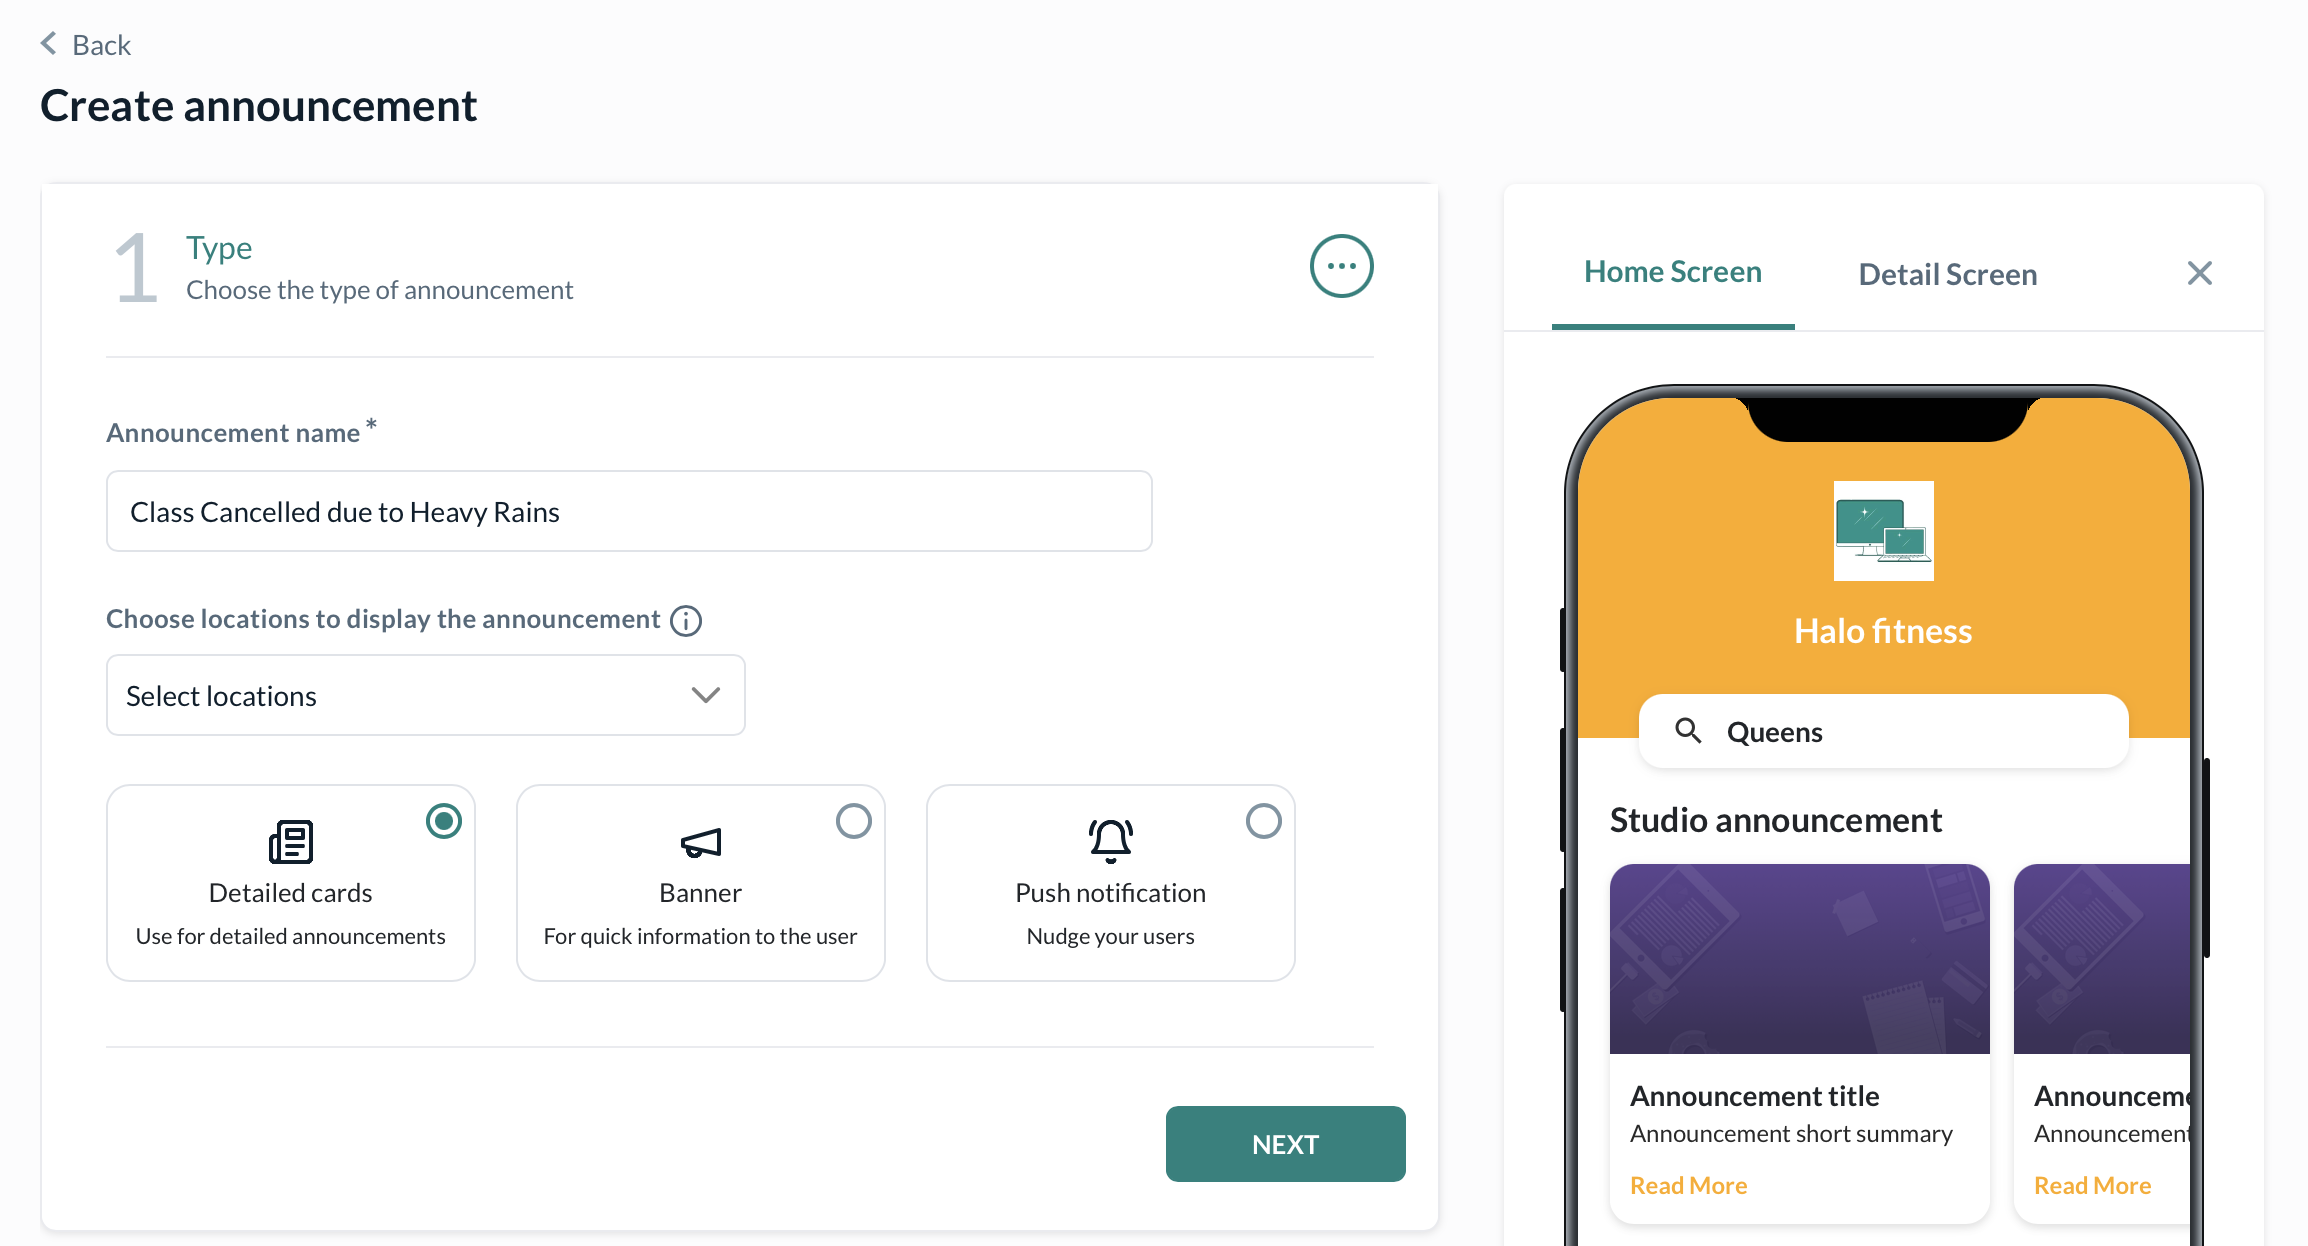 Back
Create announcement
1
Type
Choose the type of announcement
Announcement name *
Class Cancelled due to Heavy Rains
Choose locations to display the announcement
Select locations
Detailed cards
Use for detailed announcements
Banner
For quick information to the user
Push notification
Nudge your users
NEXT
Home Screen
Detail Screen
Halo fitness
Queens
Studio announcement
Announcement title
Announcement short summary
Read More
Announceme
Announcement
Read More